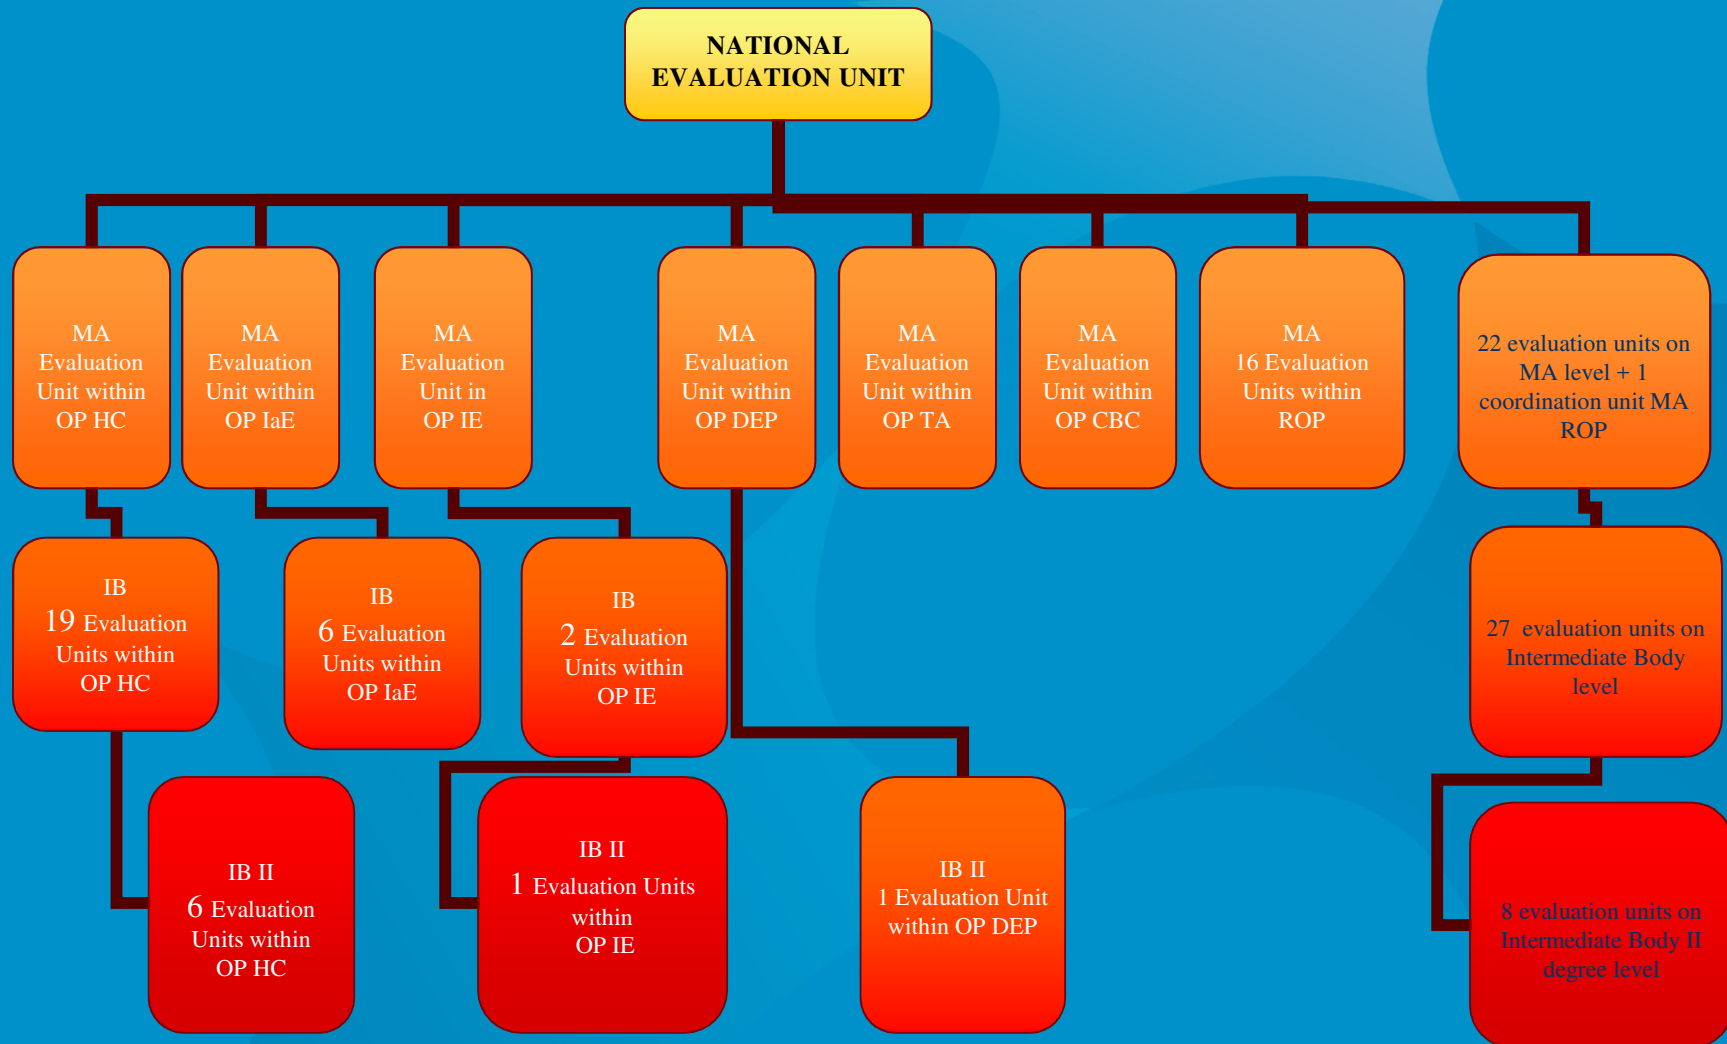 NATIONAL
EVALUATION UNIT
MA
Evaluation
Unit within
OP HC
MA
Evaluation
Unit within
OP IaE
MA
Evaluation
Unit in
OP IE
MA
Evaluation
Unit within
OP DEP
MA
Evaluation
Unit within
OP TA
MA
Evaluation
Unit within
OP CBC
MA
16 Evaluation
Units within
ROP
22 evaluation units on
MA level + 1
coordination unit MA
ROP
IB
19 Evaluation
Units within
OP HC
IB
6 Evaluation
Units within
OP IaE
IB
2 Evaluation
Units within
OP IE
27 evaluation units on
Intermediate Body
level
IB II
6 Evaluation
Units within
OP HC
IB II
1 Evaluation Units
within
OP IE
IB II
1 Evaluation Unit
within OP DEP
8 evaluation units on
Intermediate Body II
degree level